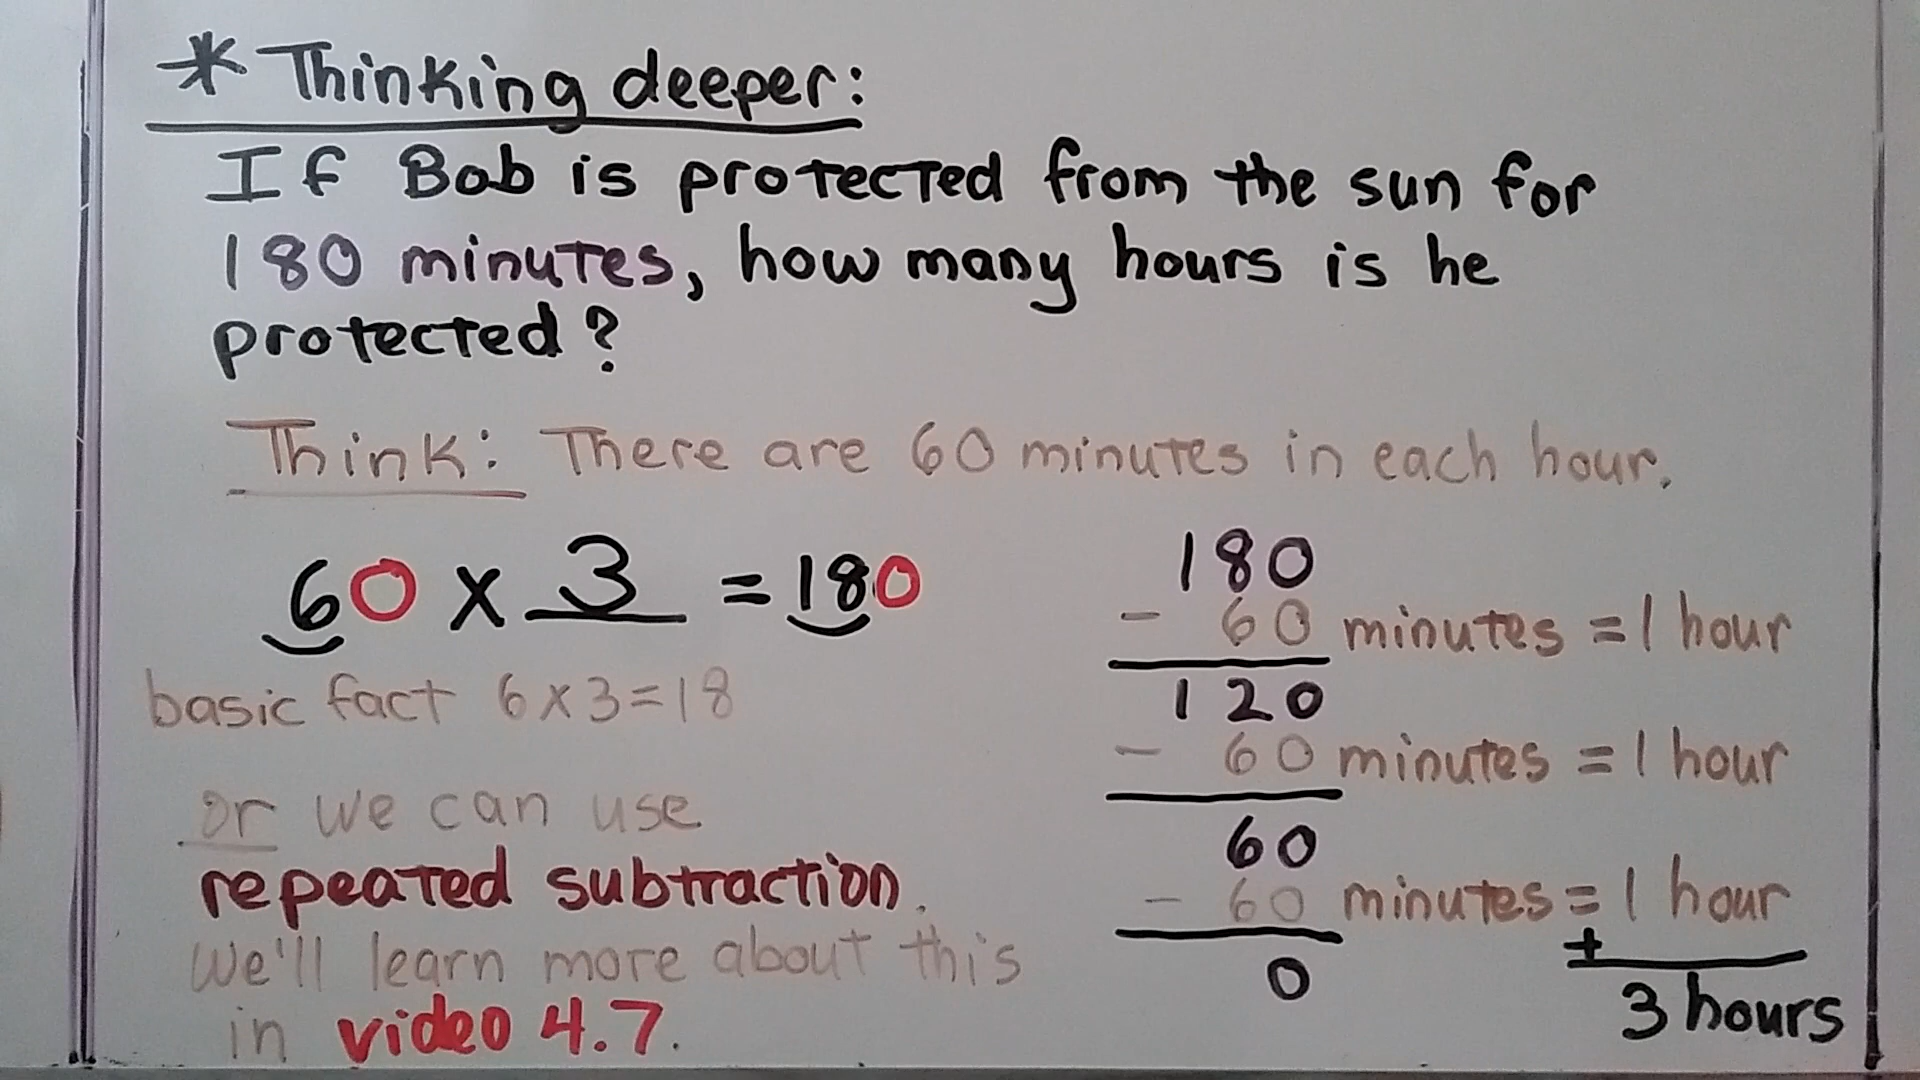 * Thinking deeper:
If Bob is protected from the sun for
180 minutes, how many hours is he
protected?
Think: There are 60 minutes in each hour.
60 x 3 = 180
basic fact 6x3=18
or we can use
repeated subtraction.
We'll learn more about this
in video 4.7.
180
- 60 minutes = 1 hour
120
- 60 minutes = 1 hour
60
- 60 minutes = 1 hour
0
+
3 hours